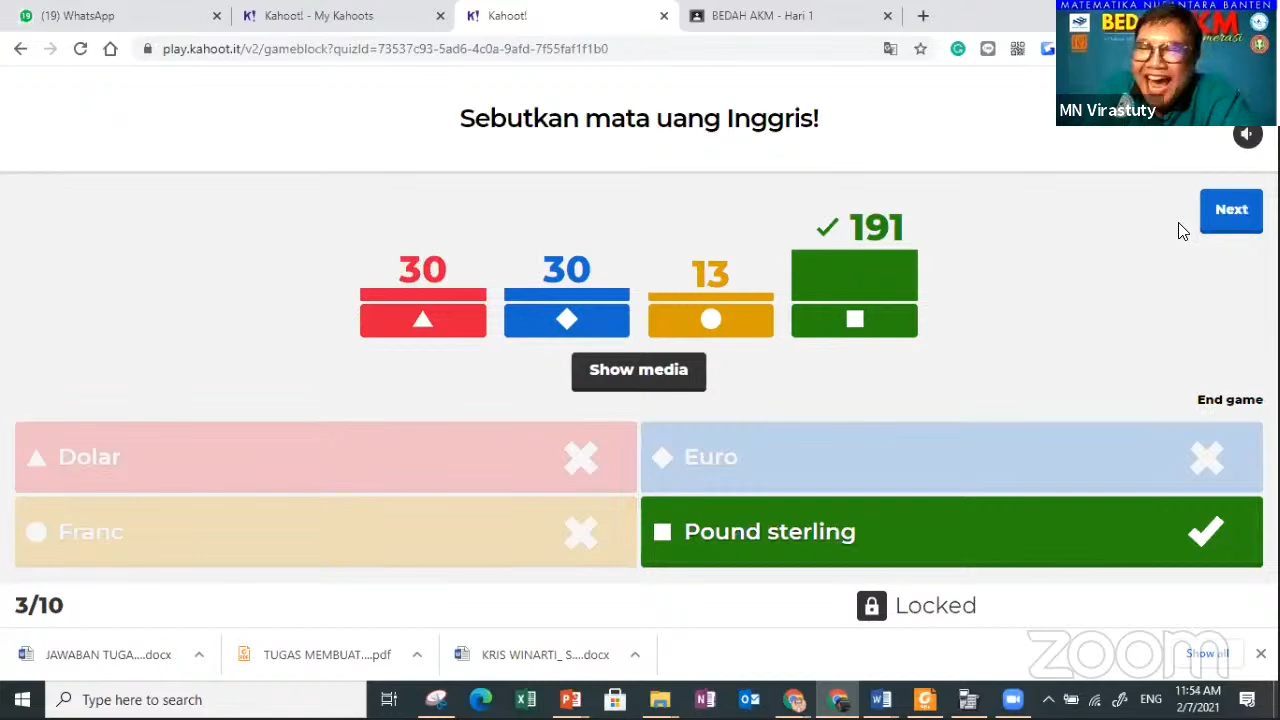 (19) WhatsApp
Kahoot! - My Kahoots
Kahoot!
BEDAH AKM - Hari 1
play.kahoot.it/v2/gameblock?quizId=73537c93-5ad6-4c0a-9afd-7f55faf1f1b0
MATEMATIKA NUSANTARA BANTEN
MN Virastuty
Sebutkan mata uang Inggris!
Next
30
30
13
191
Show media
End game
Dolar
Euro
Franc
Pound sterling
3/10
Locked
zoom
JAWABAN TUGA....docx
TUGAS MEMBUAT....pdf
KRIS WINARTI_ S....docx
Show all
Type here to search
ENG
11:54 AM
2/7/2021